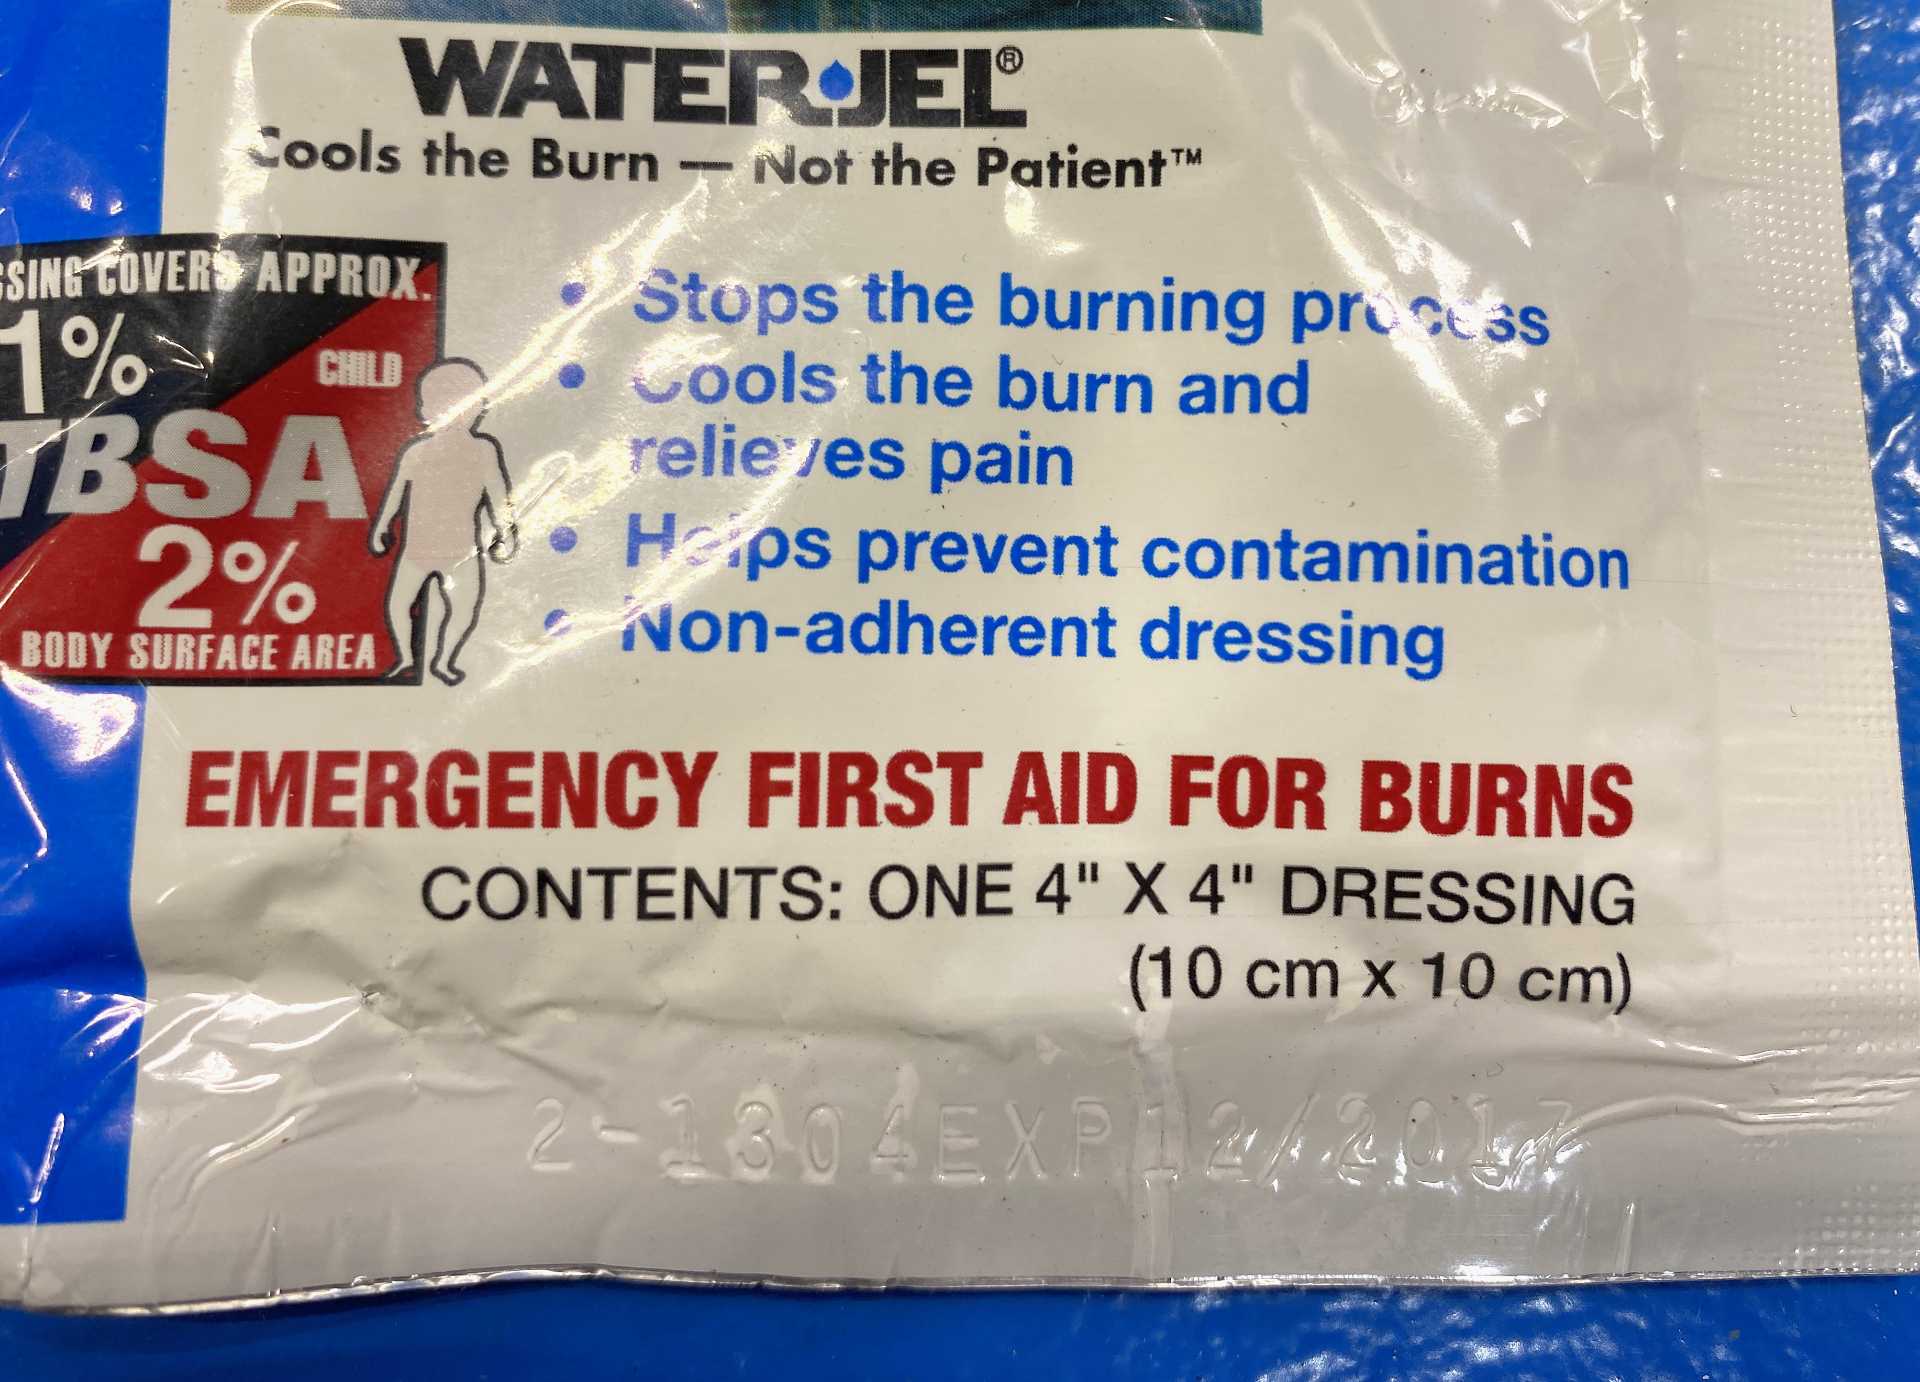 WATER-JEL®
Cools the Burn — Not the Patient™
SSING COVERS APPROX.
1%
CHILD
TBSA
2%
BODY SURFACE AREA
• Stops the burning process
• Cools the burn and
relieves pain
• Helps prevent contamination
• Non-adherent dressing
EMERGENCY FIRST AID FOR BURNS
CONTENTS: ONE 4" X 4" DRESSING
(10 cm x 10 cm)
2-1304EXP12/2017